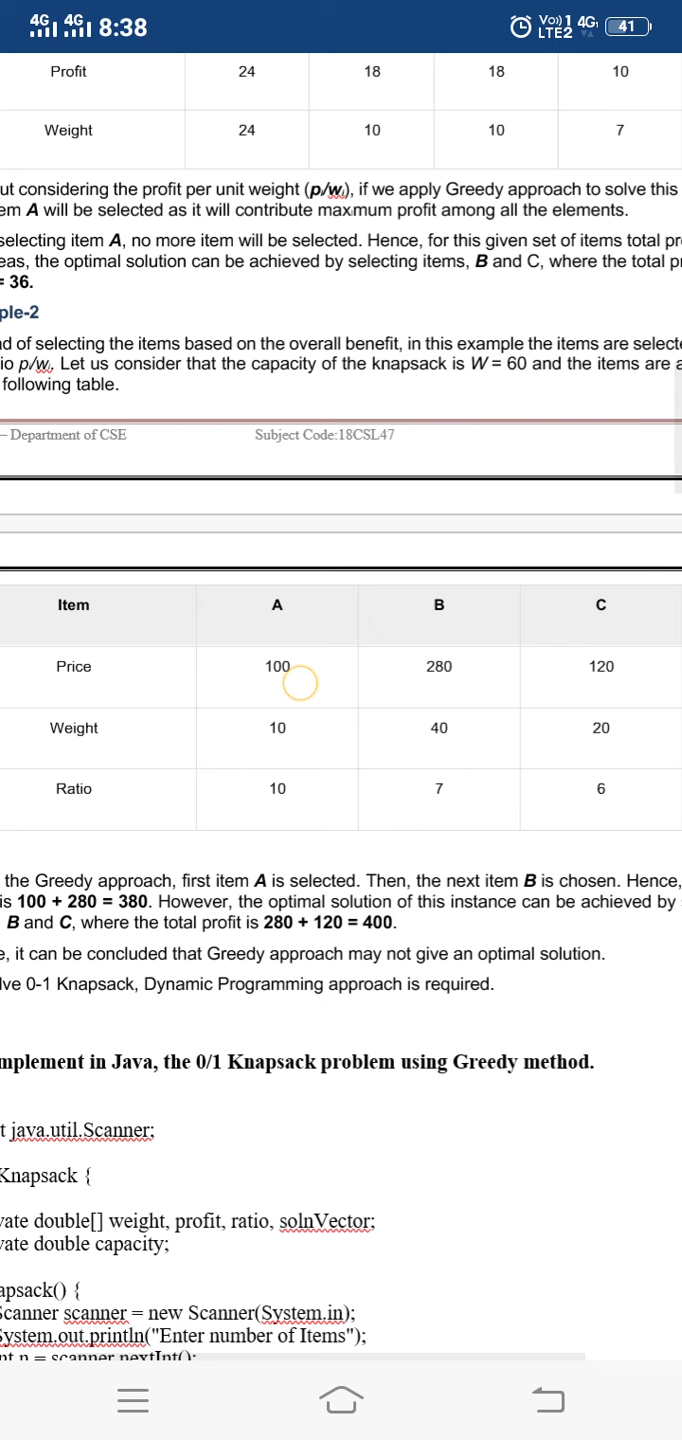 4G 4G 8:38 Vo)) 1 4G LTE2 41
Profit 24 18 18 10
Weight 24 10 10 7
ut considering the profit per unit weight (p/wi), if we apply Greedy approach to solve this
em A will be selected as it will contribute maximum profit among all the elements.
selecting item A, no more item will be selected. Hence, for this given set of items total pr
eas, the optimal solution can be achieved by selecting items, B and C, where the total p
= 36.
ple-2
d of selecting the items based on the overall benefit, in this example the items are select
io p/wi. Let us consider that the capacity of the knapsack is W = 60 and the items are a
following table.
– Department of CSE Subject Code:18CSL47
Item A B C
Price 100 280 120
Weight 10 40 20
Ratio 10 7 6
the Greedy approach, first item A is selected. Then, the next item B is chosen. Hence,
is 100 + 280 = 380. However, the optimal solution of this instance can be achieved by
B and C, where the total profit is 280 + 120 = 400.
e, it can be concluded that Greedy approach may not give an optimal solution.
lve 0-1 Knapsack, Dynamic Programming approach is required.
mplement in Java, the 0/1 Knapsack problem using Greedy method.
t java.util.Scanner;
Knapsack {
vate double[] weight, profit, ratio, solnVector;
vate double capacity;
apsack() {
Scanner scanner = new Scanner(System.in);
System.out.println("Enter number of Items");
nt n = scanner.nextInt();